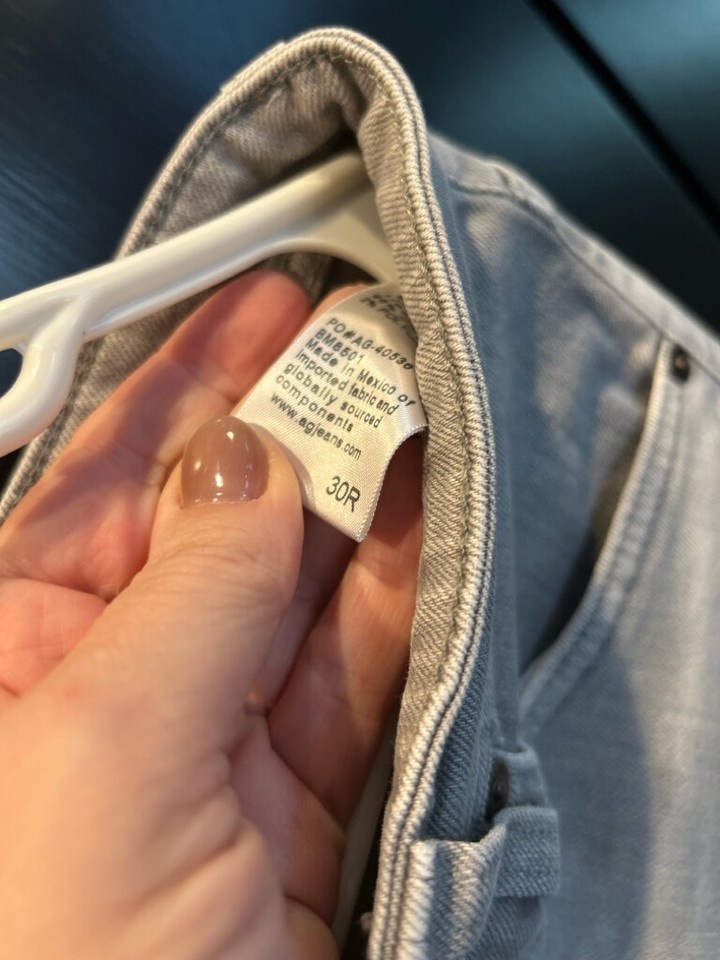 PO#AG-40536
BM8501
Made in Mexico of
imported fabric and
globally sourced
components
www.agjeans.com
30R